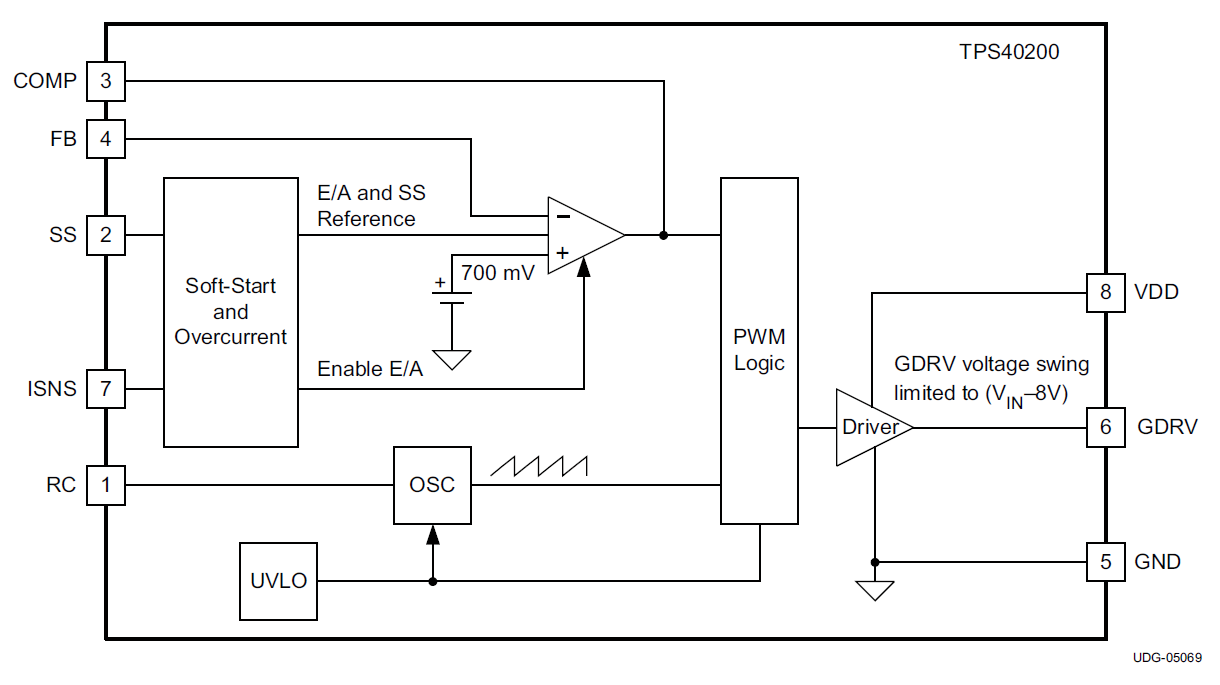 TPS40200
COMP 3
FB 4
E/A and SS
Reference
SS 2
−
+
+ 700 mV
Soft-Start
and
Overcurrent
8 VDD
PWM
Logic
Enable E/A
ISNS 7
GDRV voltage swing
limited to (VIN–8V)
Driver
6 GDRV
RC 1
OSC
UVLO
5 GND
UDG-05069